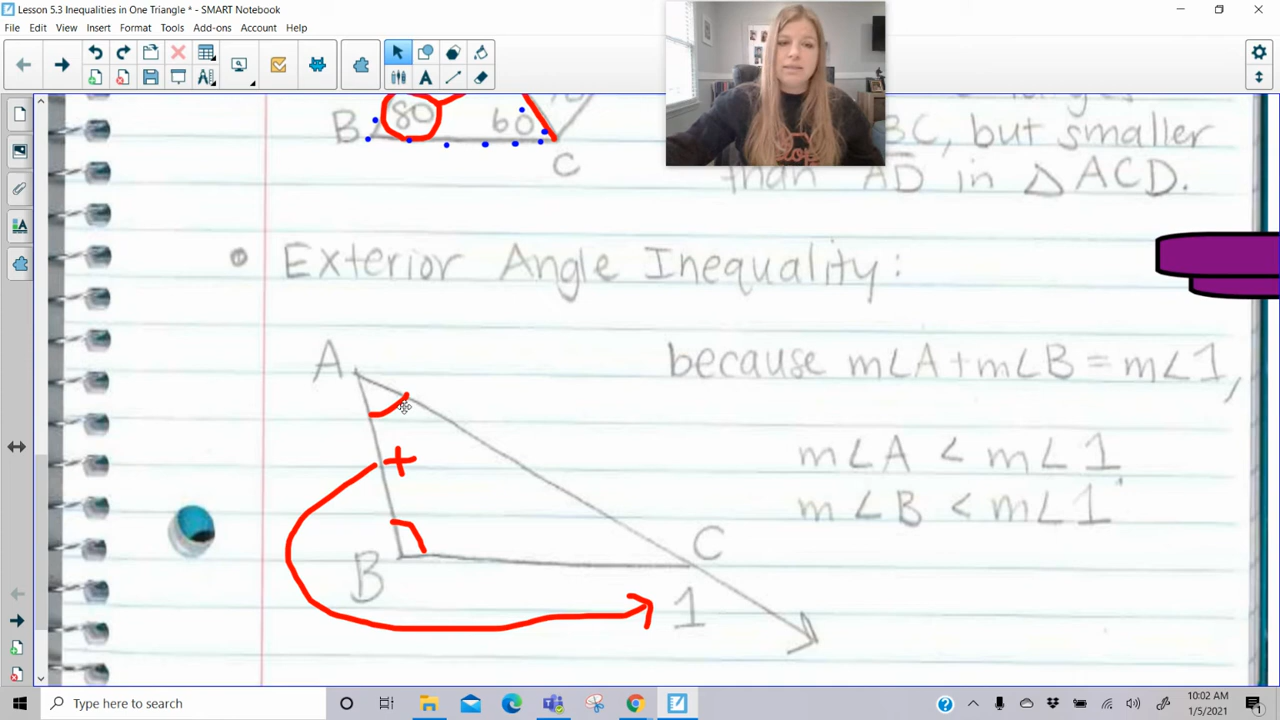 Lesson 5.3 Inequalities in One Triangle * - SMART Notebook
File Edit View Insert Format Tools Add-ons Account Help
B 80 60
C
BC, but smaller
than AD in △ACD.
• Exterior Angle Inequality:
A
because m∠A + m∠B = m∠1,
+
m∠A < m∠1
m∠B < m∠1
B
C
1
Type here to search
10:02 AM
1/5/2021